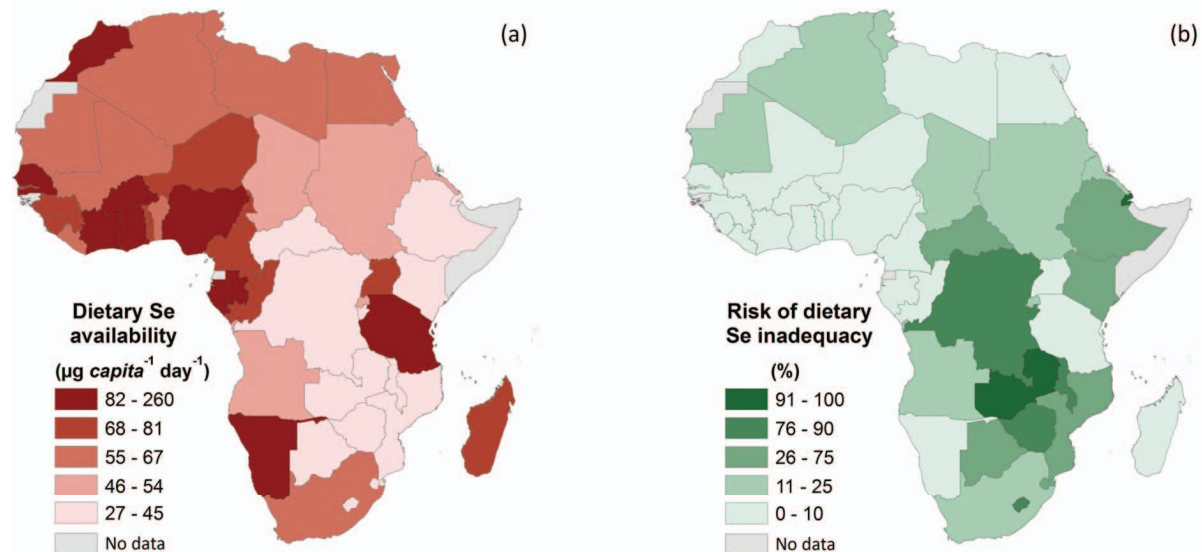 (a)
Dietary Se
availability
(µg capita⁻¹ day⁻¹)
82 - 260
68 - 81
55 - 67
46 - 54
27 - 45
No data
(b)
Risk of dietary
Se inadequacy
(%)
91 - 100
76 - 90
26 - 75
11 - 25
0 - 10
No data